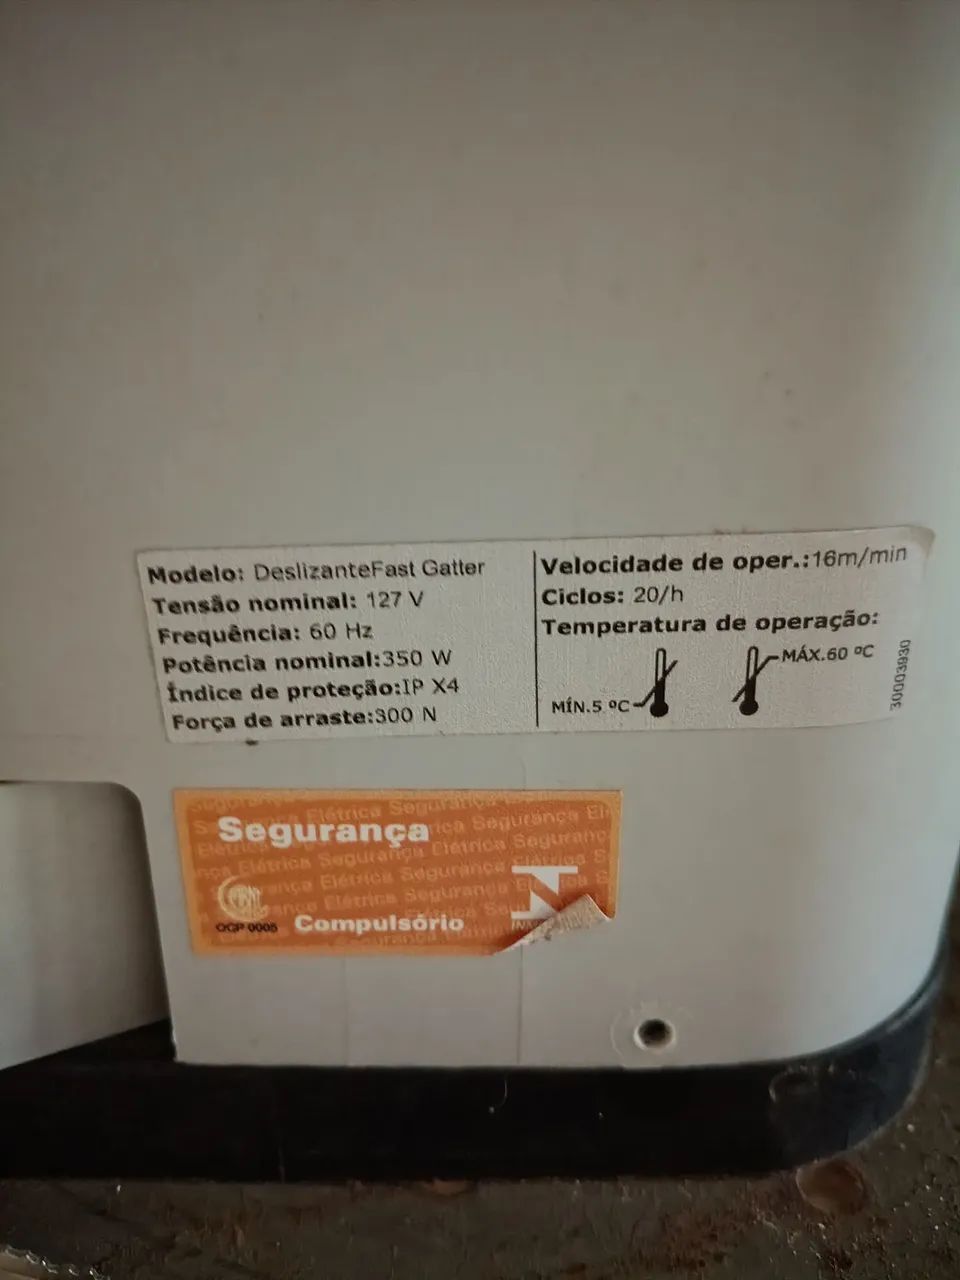 Modelo: DeslizanteFast Gatter
Tensão nominal: 127 V
Frequência: 60 Hz
Potência nominal:350 W
Índice de proteção:IP X4
Força de arraste:300 N
Velocidade de oper.:16m/min
Ciclos: 20/h
Temperatura de operação:
MÍN.5 ºC
MÁX.60 ºC
30003930
Segurança
OCP 0005
Compulsório